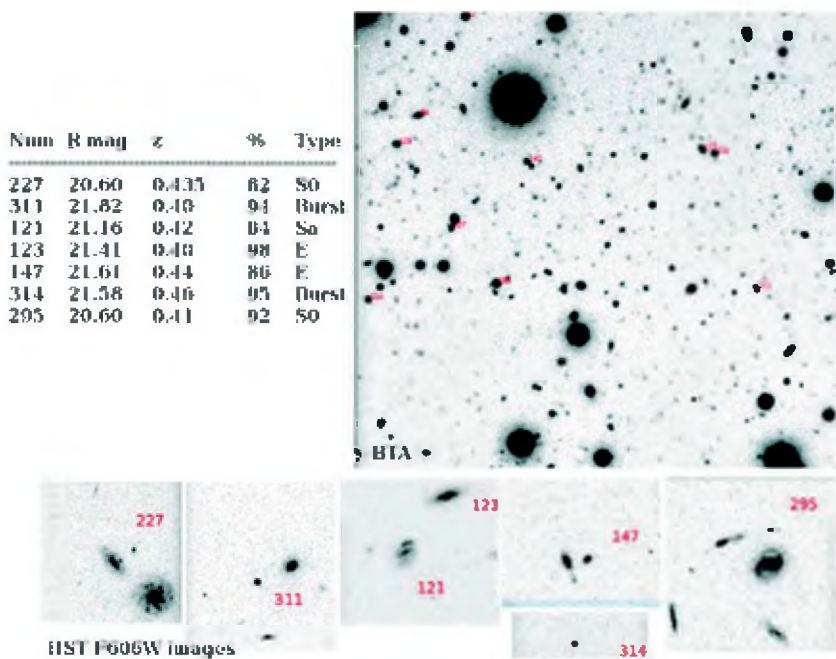 Num R mag z % Type
227 20.60 0.435 82 S0
311 21.82 0.40 94 Burst
121 21.16 0.42 84 Sa
123 21.41 0.40 98 E
147 21.61 0.44 86 E
314 21.58 0.46 95 Burst
295 20.60 0.41 92 S0
BTA
227
311
123
121
147
314
295
HST F606W images